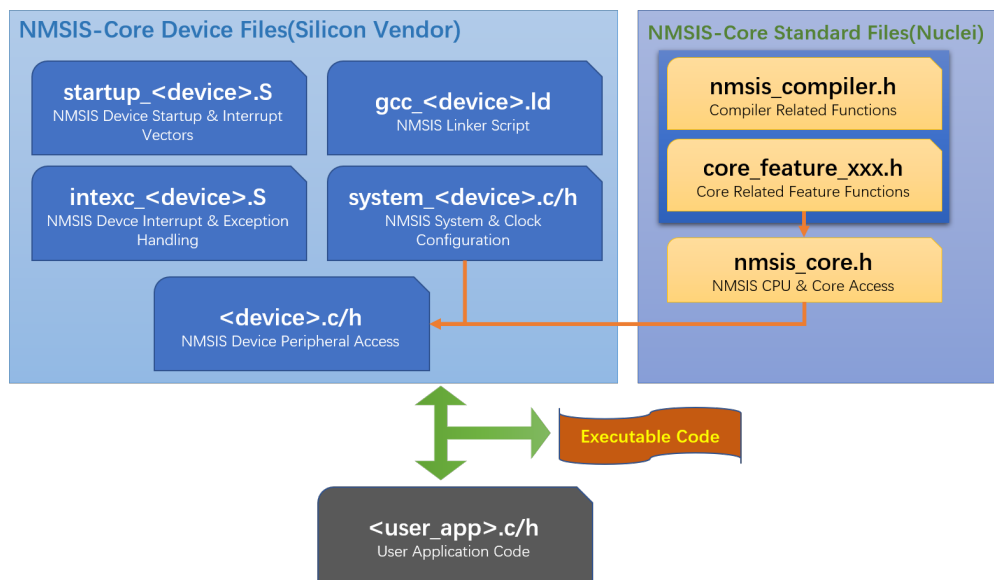 NMSIS-Core Device Files(Silicon Vendor)
startup_<device>.S
NMSIS Device Startup & Interrupt
Vectors
gcc_<device>.ld
NMSIS Linker Script
intexc_<device>.S
NMSIS Devce Interrupt & Exception
Handling
system_<device>.c/h
NMSIS System & Clock
Configuration
<device>.c/h
NMSIS Device Peripheral Access
NMSIS-Core Standard Files(Nuclei)
nmsis_compiler.h
Compiler Related Functions
core_feature_xxx.h
Core Related Feature Functions
nmsis_core.h
NMSIS CPU & Core Access
Executable Code
<user_app>.c/h
User Application Code